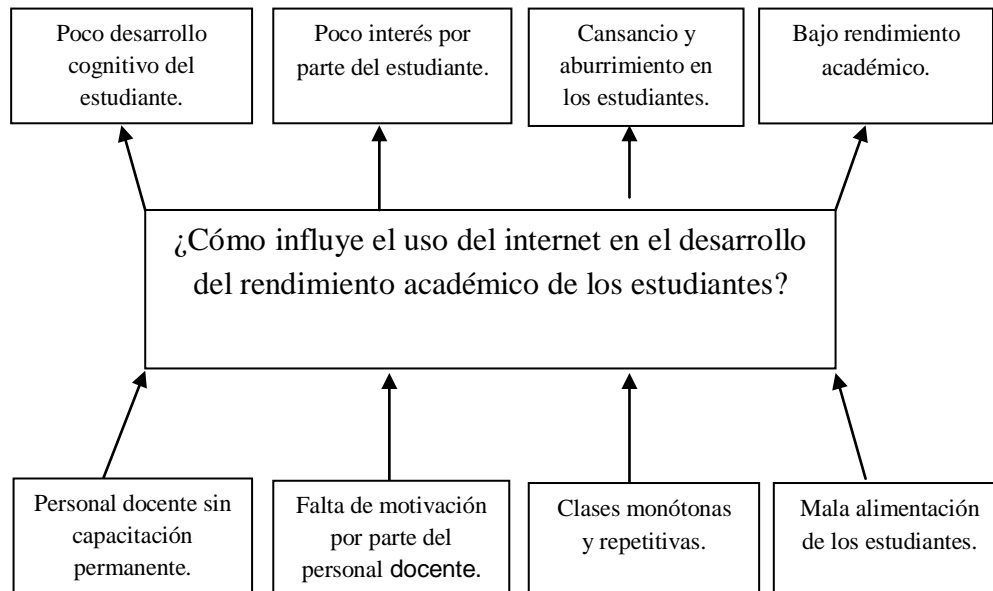 Poco desarrollo
cognitivo del
estudiante.
Poco interés por
parte del estudiante.
Cansancio y
aburrimiento en
los estudiantes.
Bajo rendimiento
académico.
¿Cómo influye el uso del internet en el desarrollo
del rendimiento académico de los estudiantes?
Personal docente sin
capacitación
permanente.
Falta de motivación
por parte del
personal docente.
Clases monótonas
y repetitivas.
Mala alimentación
de los estudiantes.